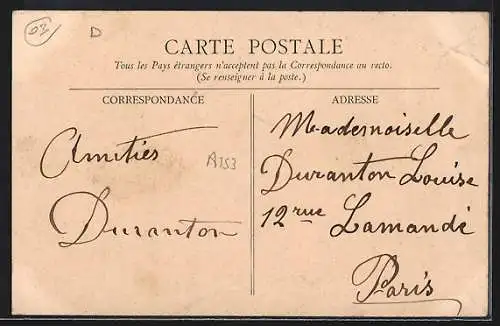 02
D
CARTE POSTALE
Tous les Pays étrangers n'acceptent pas la Correspondance au recto.
(Se renseigner à la poste.)
CORRESPONDANCE
Amitiés
A353
Duranton
ADRESSE
Mademoiselle
Duranton Louise
12 rue Lamandé
Paris